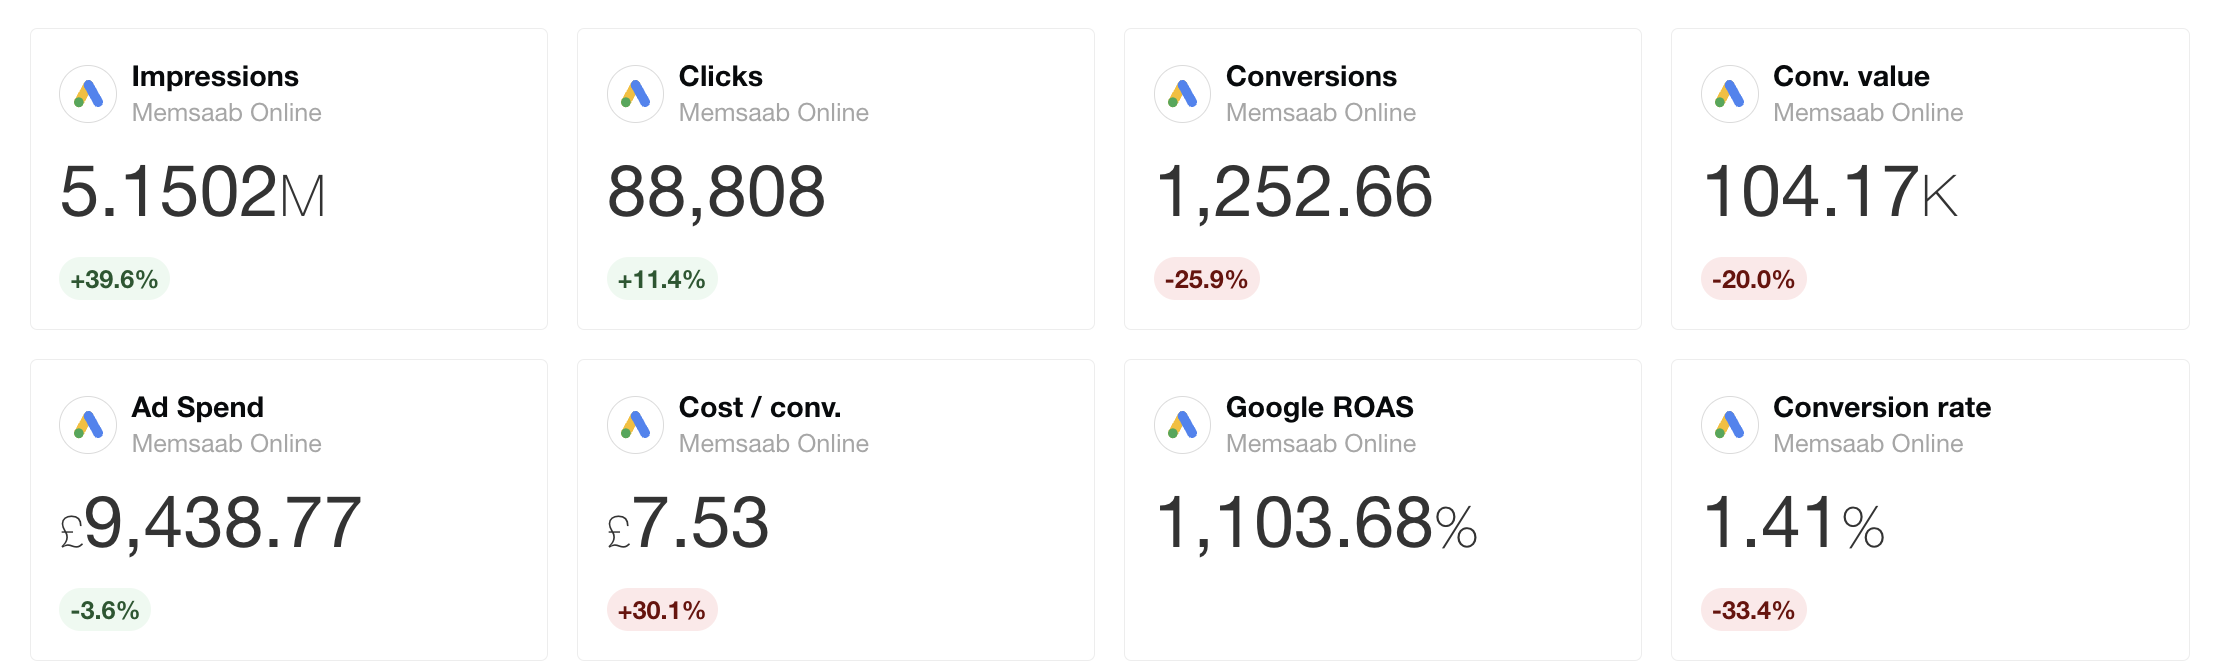 Impressions
Memsaab Online
5.1502M
+39.6%
Clicks
Memsaab Online
88,808
+11.4%
Conversions
Memsaab Online
1,252.66
-25.9%
Conv. value
Memsaab Online
104.17K
-20.0%
Ad Spend
Memsaab Online
£9,438.77
-3.6%
Cost / conv.
Memsaab Online
£7.53
+30.1%
Google ROAS
Memsaab Online
1,103.68%
Conversion rate
Memsaab Online
1.41%
-33.4%